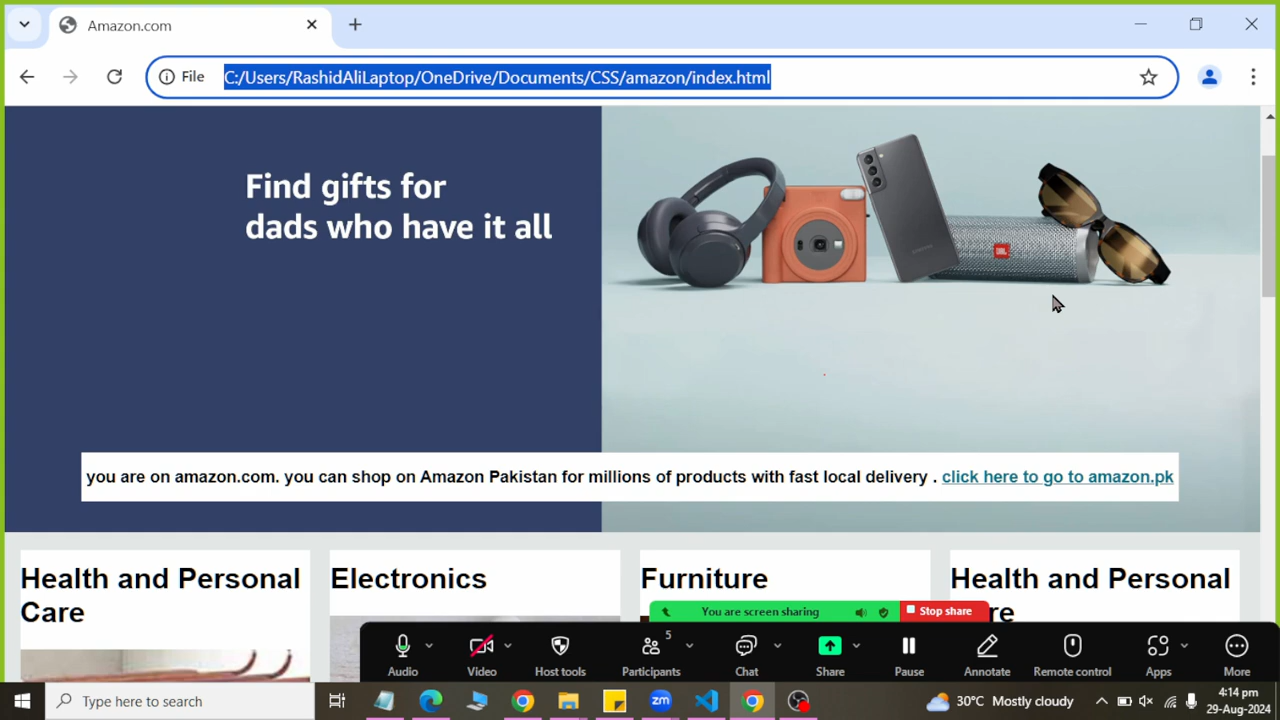 Amazon.com
File
C:/Users/RashidAliLaptop/OneDrive/Documents/CSS/amazon/index.html
Find gifts for
dads who have it all
SAMSUNG
JBL
you are on amazon.com. you can shop on Amazon Pakistan for millions of products with fast local delivery . click here to go to amazon.pk
Health and Personal
Care
Electronics
Furniture
Health and Personal
re
You are screen sharing
Stop share
5
Audio
Video
Host tools
Participants
Chat
Share
Pause
Annotate
Remote control
Apps
More
Type here to search
zm
30°C Mostly cloudy
4:14 pm
29-Aug-2024